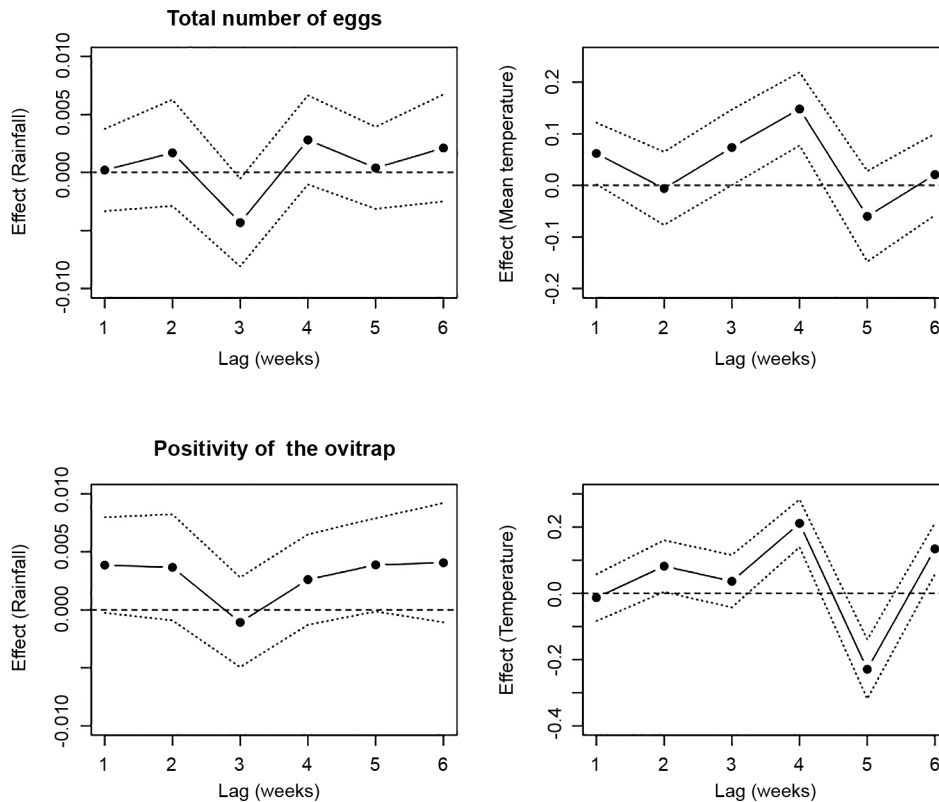 Total number of eggs
Effect (Rainfall)
0.010
0.005
0.000
-0.010
1 2 3 4 5 6
Lag (weeks)
Effect (Mean temperature)
0.2
0.1
0.0
-0.1
-0.2
1 2 3 4 5 6
Lag (weeks)
Positivity of the ovitrap
Effect (Rainfall)
0.010
0.005
0.000
-0.010
1 2 3 4 5 6
Lag (weeks)
Effect (Temperature)
0.2
0.0
-0.2
-0.4
1 2 3 4 5 6
Lag (weeks)